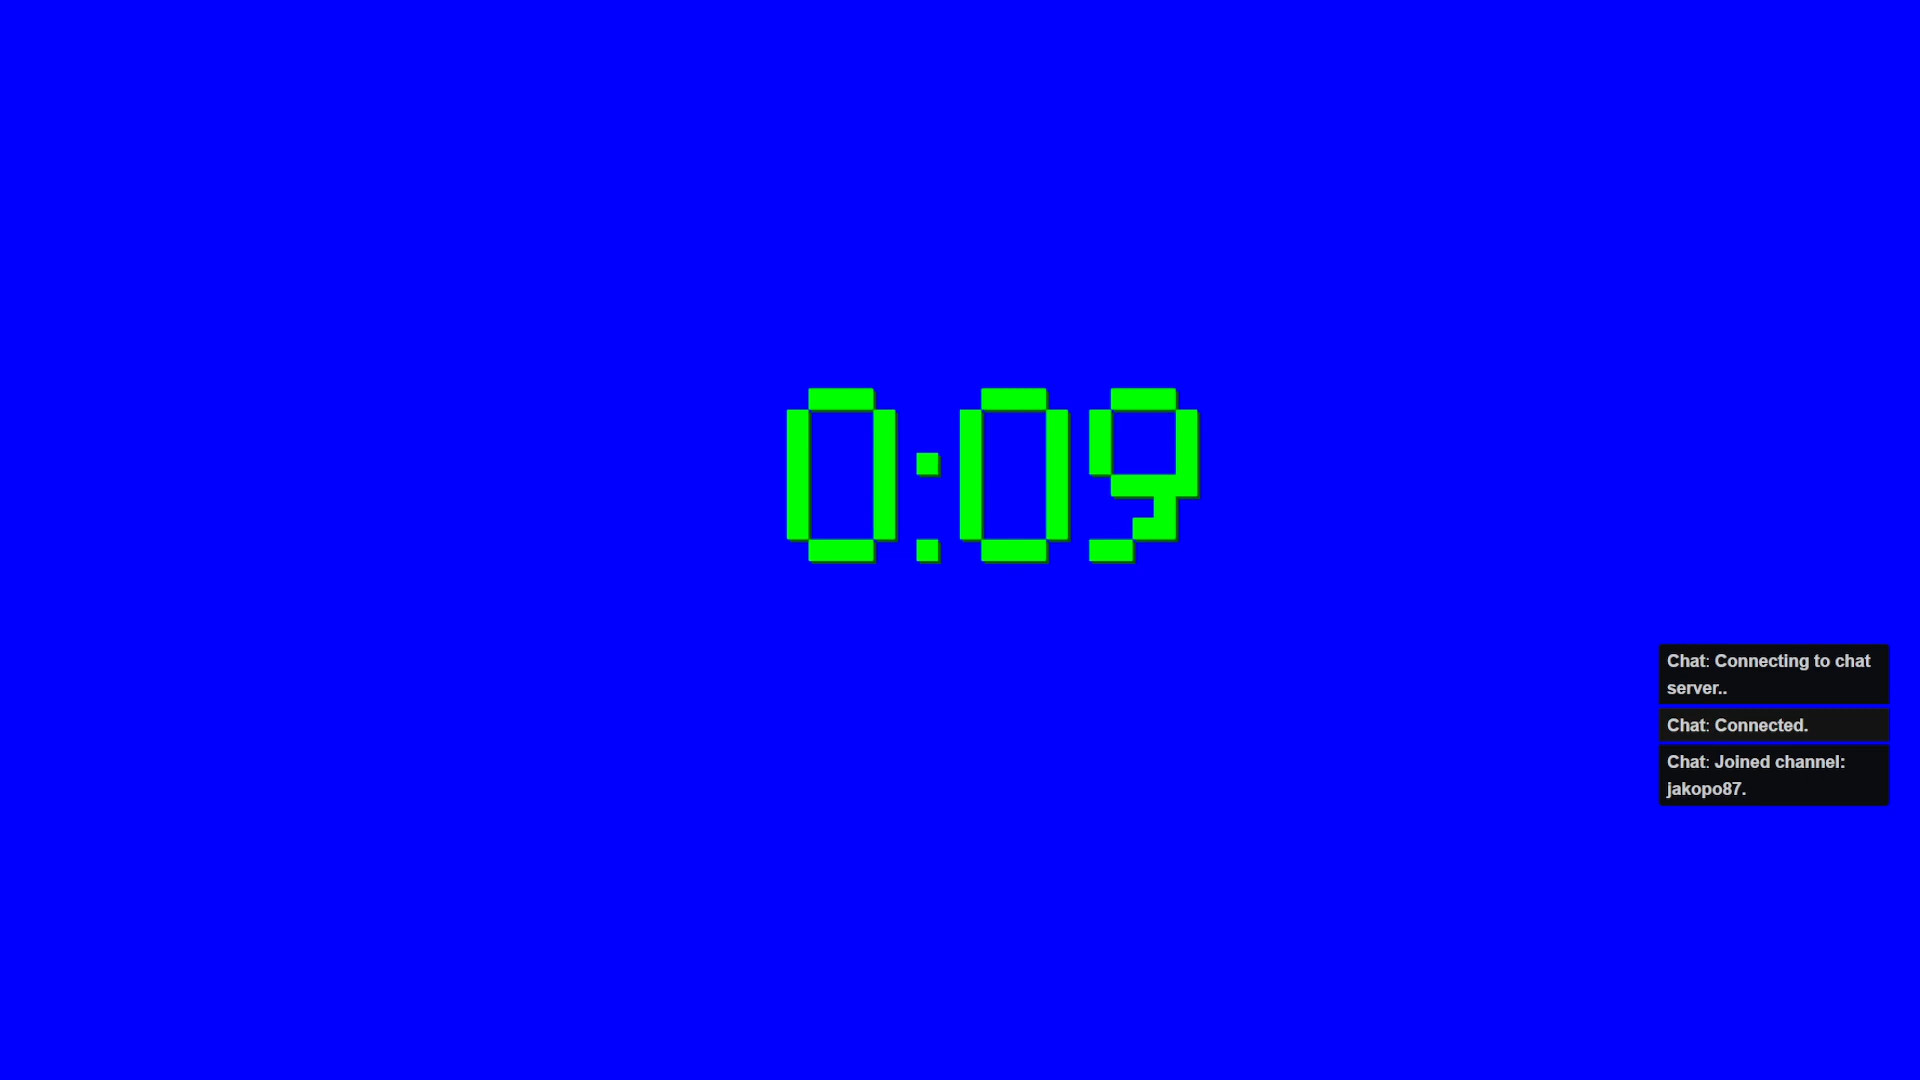 0:09
Chat: Connecting to chat
server..
Chat: Connected.
Chat: Joined channel:
jakopo87.